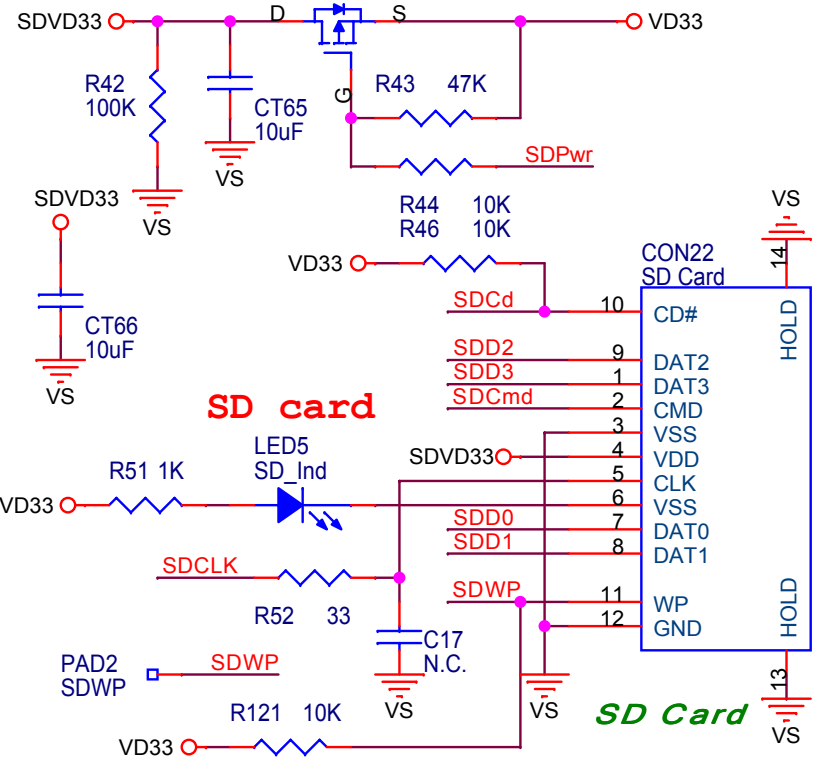 SDVD33
D
S
VD33
R42
100K
CT65
10uF
G
R43 47K
SDPwr
VS
VS
SDVD33
R44 10K
R46 10K
VS
VD33
CON22
SD Card
14
SDCd
10
CD#
HOLD
CT66
10uF
SDD2
9
DAT2
SDD3
1
DAT3
SDCmd
2
CMD
VS
3
VSS
SD card
SDVD33
4
VDD
LED5
SD_Ind
5
CLK
R51 1K
VD33
6
VSS
SDD0
7
DAT0
SDD1
8
DAT1
SDCLK
SDWP
11
WP
HOLD
R52 33
12
GND
C17
N.C.
PAD2
SDWP
SDWP
13
VS
VS
SD Card
R121 10K
VS
VD33